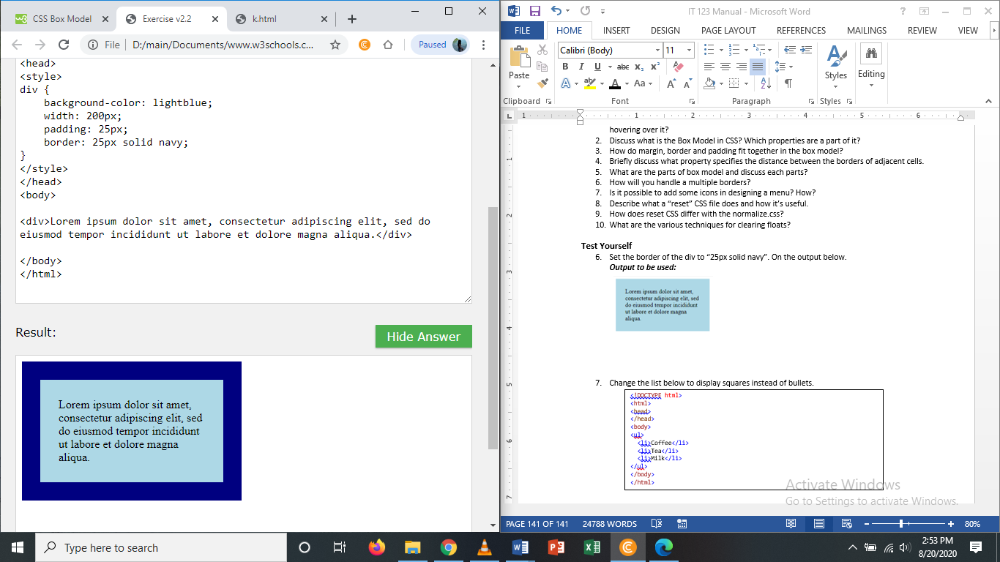 CSS Box Model
Exercise v2.2
k.html
File
D:/main/Documents/www.w3schools.c...
Paused
<head>
<style>
div {
    background-color: lightblue;
    width: 200px;
    padding: 25px;
    border: 25px solid navy;
}
</style>
</head>
<body>
<div>Lorem ipsum dolor sit amet, consectetur adipiscing elit, sed do
eiusmod tempor incididunt ut labore et dolore magna aliqua.</div>
</body>
</html>
Result:
Hide Answer
Lorem ipsum dolor sit amet,
consectetur adipiscing elit, sed
do eiusmod tempor incididunt
ut labore et dolore magna
aliqua.
IT 123 Manual - Microsoft Word
FILE HOME INSERT DESIGN PAGE LAYOUT REFERENCES MAILINGS REVIEW VIEW
Paste
Calibri (Body) 11
Styles
Editing
Clipboard Font Paragraph Styles
1 1 2 3 4 5 6
hovering over it?
2. Discuss what is the Box Model in CSS? Which properties are a part of it?
3. How do margin, border and padding fit together in the box model?
4. Briefly discuss what property specifies the distance between the borders of adjacent cells.
5. What are the parts of box model and discuss each parts?
6. How will you handle a multiple borders?
7. Is it possible to add some icons in designing a menu? How?
8. Describe what a “reset” CSS file does and how it’s useful.
9. How does reset CSS differ with the normalize.css?
10. What are the various techniques for clearing floats?
Test Yourself
6. Set the border of the div to “25px solid navy”. On the output below.
Output to be used:
Lorem ipsum dolor sit amet,
consectetur adipiscing elit, sed
do eiusmod tempor incididunt
ut labore et dolore magna
aliqua.
7. Change the list below to display squares instead of bullets.
<!DOCTYPE html>
<html>
<head>
</head>
<body>
<ul>
  <li>Coffee</li>
  <li>Tea</li>
  <li>Milk</li>
</ul>
</body>
</html>
Activate Windows
Go to Settings to activate Windows.
PAGE 141 OF 141 24788 WORDS 80%
Type here to search
2:53 PM
8/20/2020